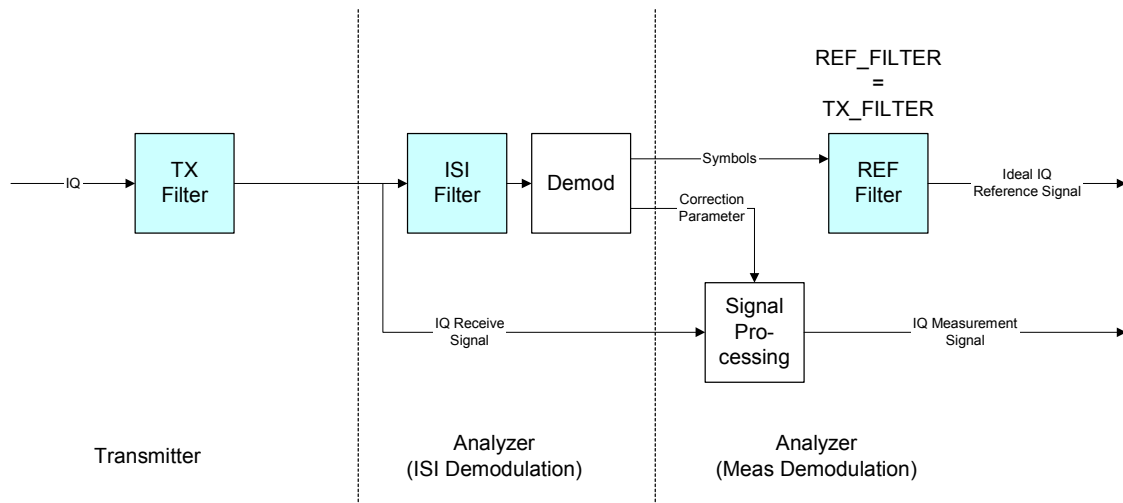 REF_FILTER
=
TX_FILTER
IQ
TX
Filter
ISI
Filter
Demod
Symbols
REF
Filter
Ideal IQ
Reference Signal
Correction
Parameter
IQ Receive
Signal
Signal
Pro-
cessing
IQ Measurement
Signal
Transmitter
Analyzer
(ISI Demodulation)
Analyzer
(Meas Demodulation)